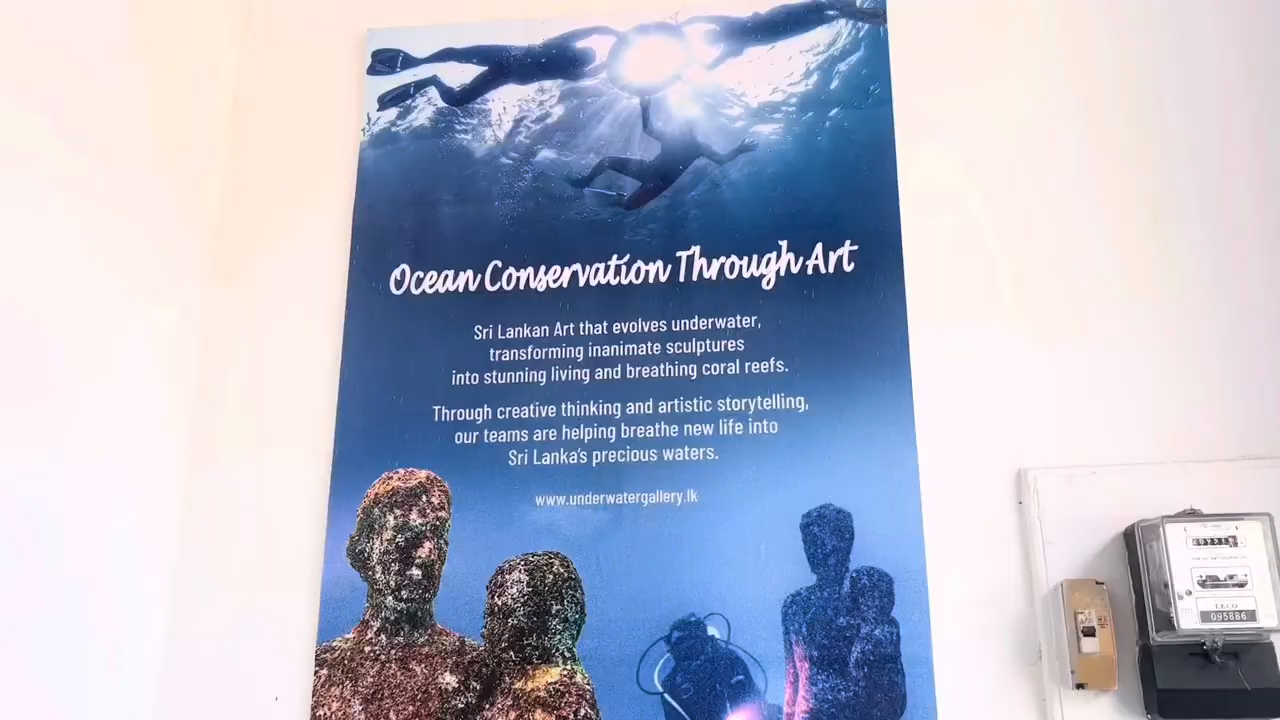 Ocean Conservation Through Art
Sri Lankan Art that evolves underwater,
transforming inanimate sculptures
into stunning living and breathing coral reefs.
Through creative thinking and artistic storytelling,
our teams are helping breathe new life into
Sri Lanka's precious waters.
www.underwatergallery.lk
LECO
095886